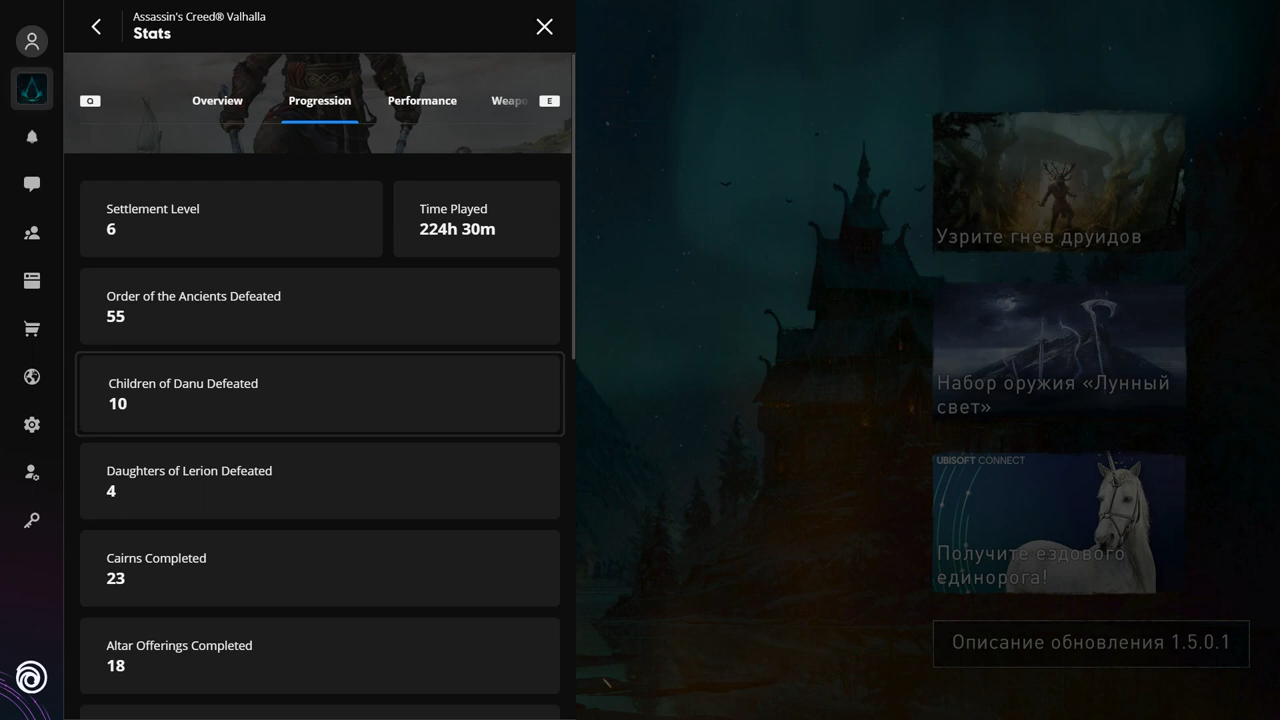 Assassin's Creed® Valhalla
Stats
Q
Overview
Progression
Performance
Weapo
E
Settlement Level
6
Time Played
224h 30m
Order of the Ancients Defeated
55
Children of Danu Defeated
10
Daughters of Lerion Defeated
4
Cairns Completed
23
Altar Offerings Completed
18
Узрите гнев друидов
Набор оружия «Лунный
свет»
UBISOFT CONNECT
Получите ездового
единорога!
Описание обновления 1.5.0.1